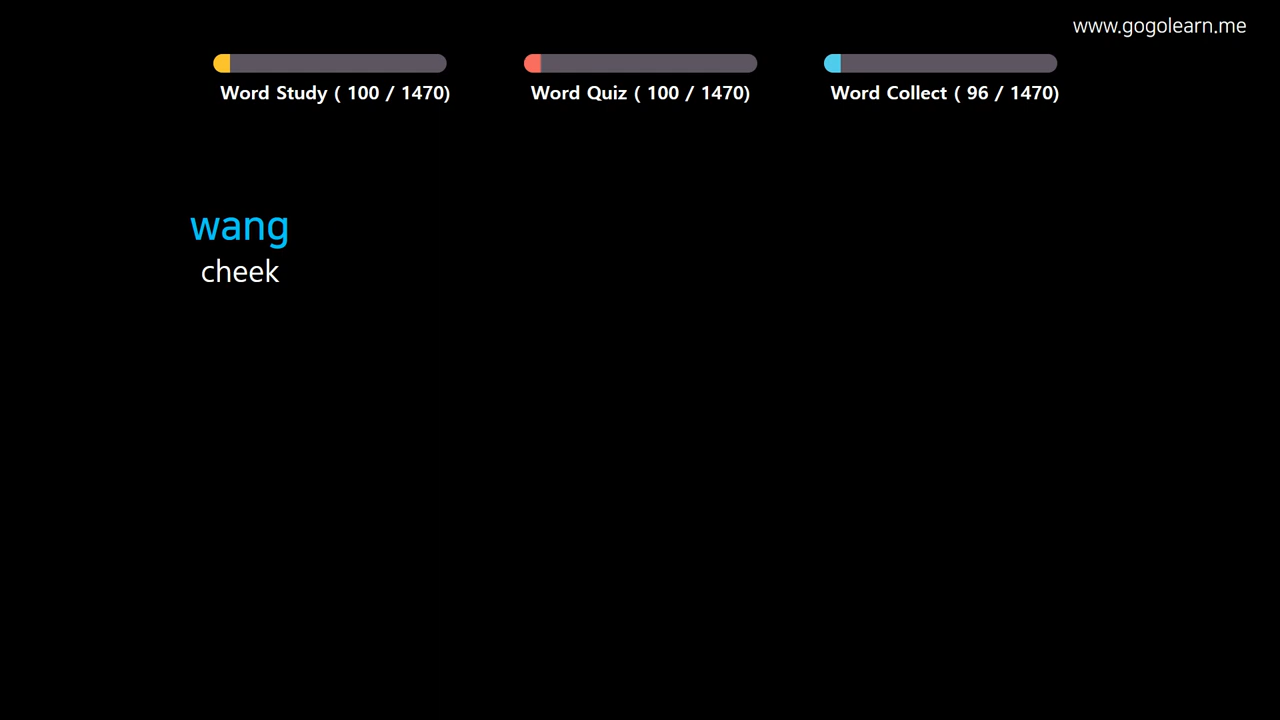 www.gogolearn.me
Word Study ( 100 / 1470)
Word Quiz ( 100 / 1470)
Word Collect ( 96 / 1470)
wang
cheek